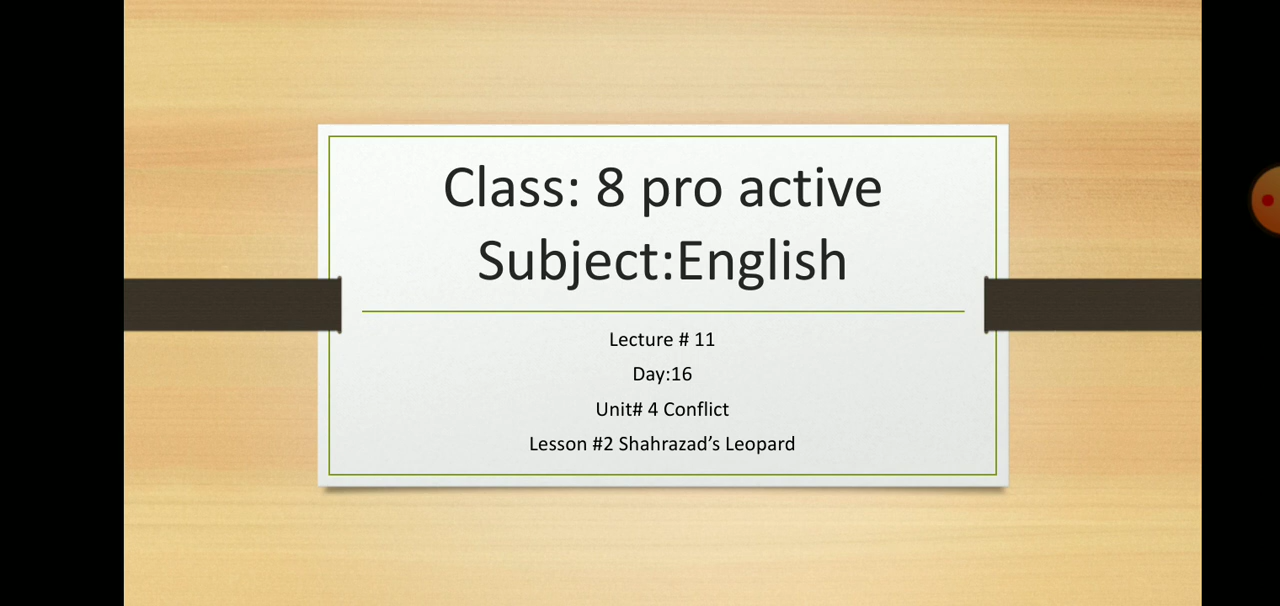 Class: 8 pro active
Subject:English
Lecture # 11
Day:16
Unit# 4 Conflict
Lesson #2 Shahrazad’s Leopard